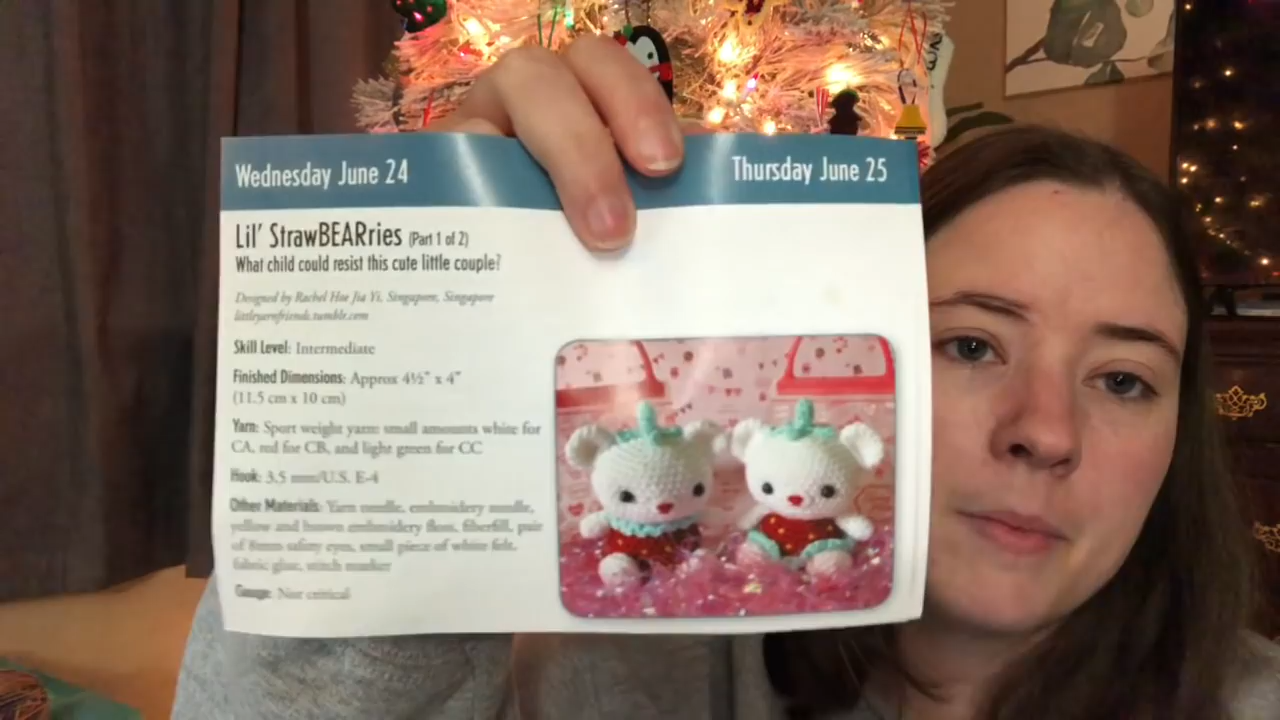 Wednesday June 24
Thursday June 25
Lil' StrawBEARries (Part 1 of 2)
What child could resist this cute little couple?
Designed by Rachel Hoe Jia Yi, Singapore, Singapore
littleyarnfriends.tumblr.com
Skill Level: Intermediate
Finished Dimensions: Approx 4½" x 4"
(11.5 cm x 10 cm)
Yarn: Sport weight yarn: small amounts white for
CA, red for CB, and light green for CC
Hook: 3.5 mm/U.S. E-4
Other Materials: Yarn needle, embroidery needle,
yellow and brown embroidery floss, fiberfill, pair
of 8mm safety eyes, small piece of white felt,
fabric glue, stitch marker
Gauge: Not critical